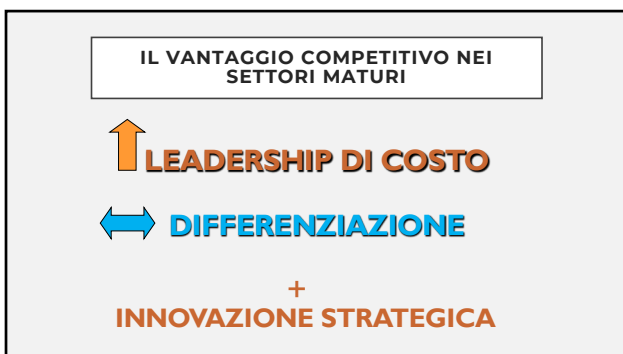 IL VANTAGGIO COMPETITIVO NEI
SETTORI MATURI
LEADERSHIP DI COSTO
DIFFERENZIAZIONE
+
INNOVAZIONE STRATEGICA